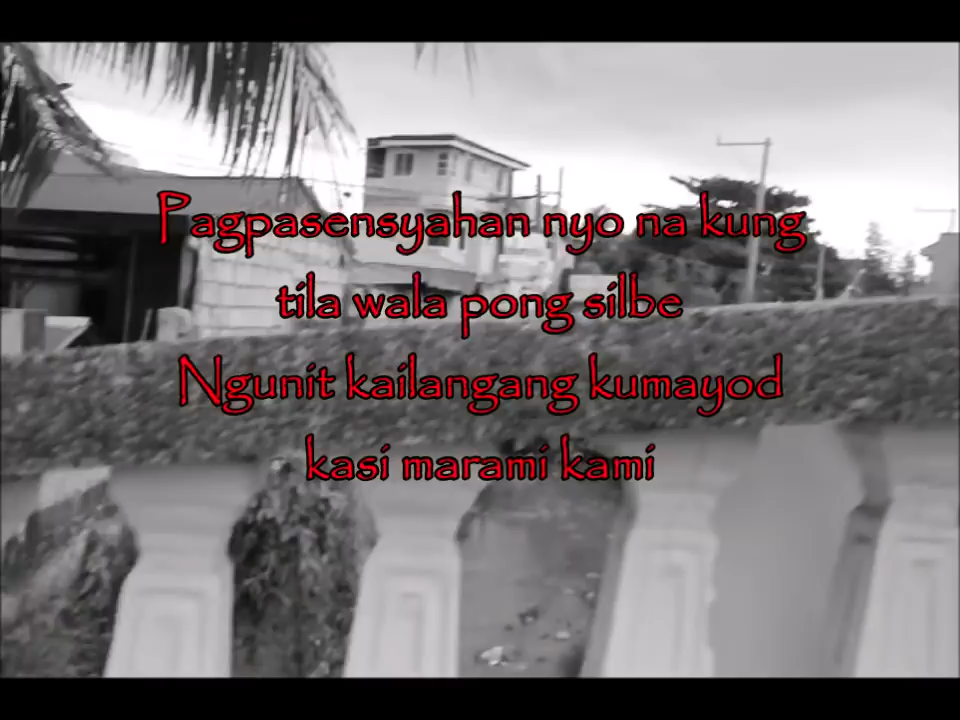 Pagpasensyahan nyo na kung
tila wala pong silbe
Ngunit kailangang kumayod
kasi marami kami